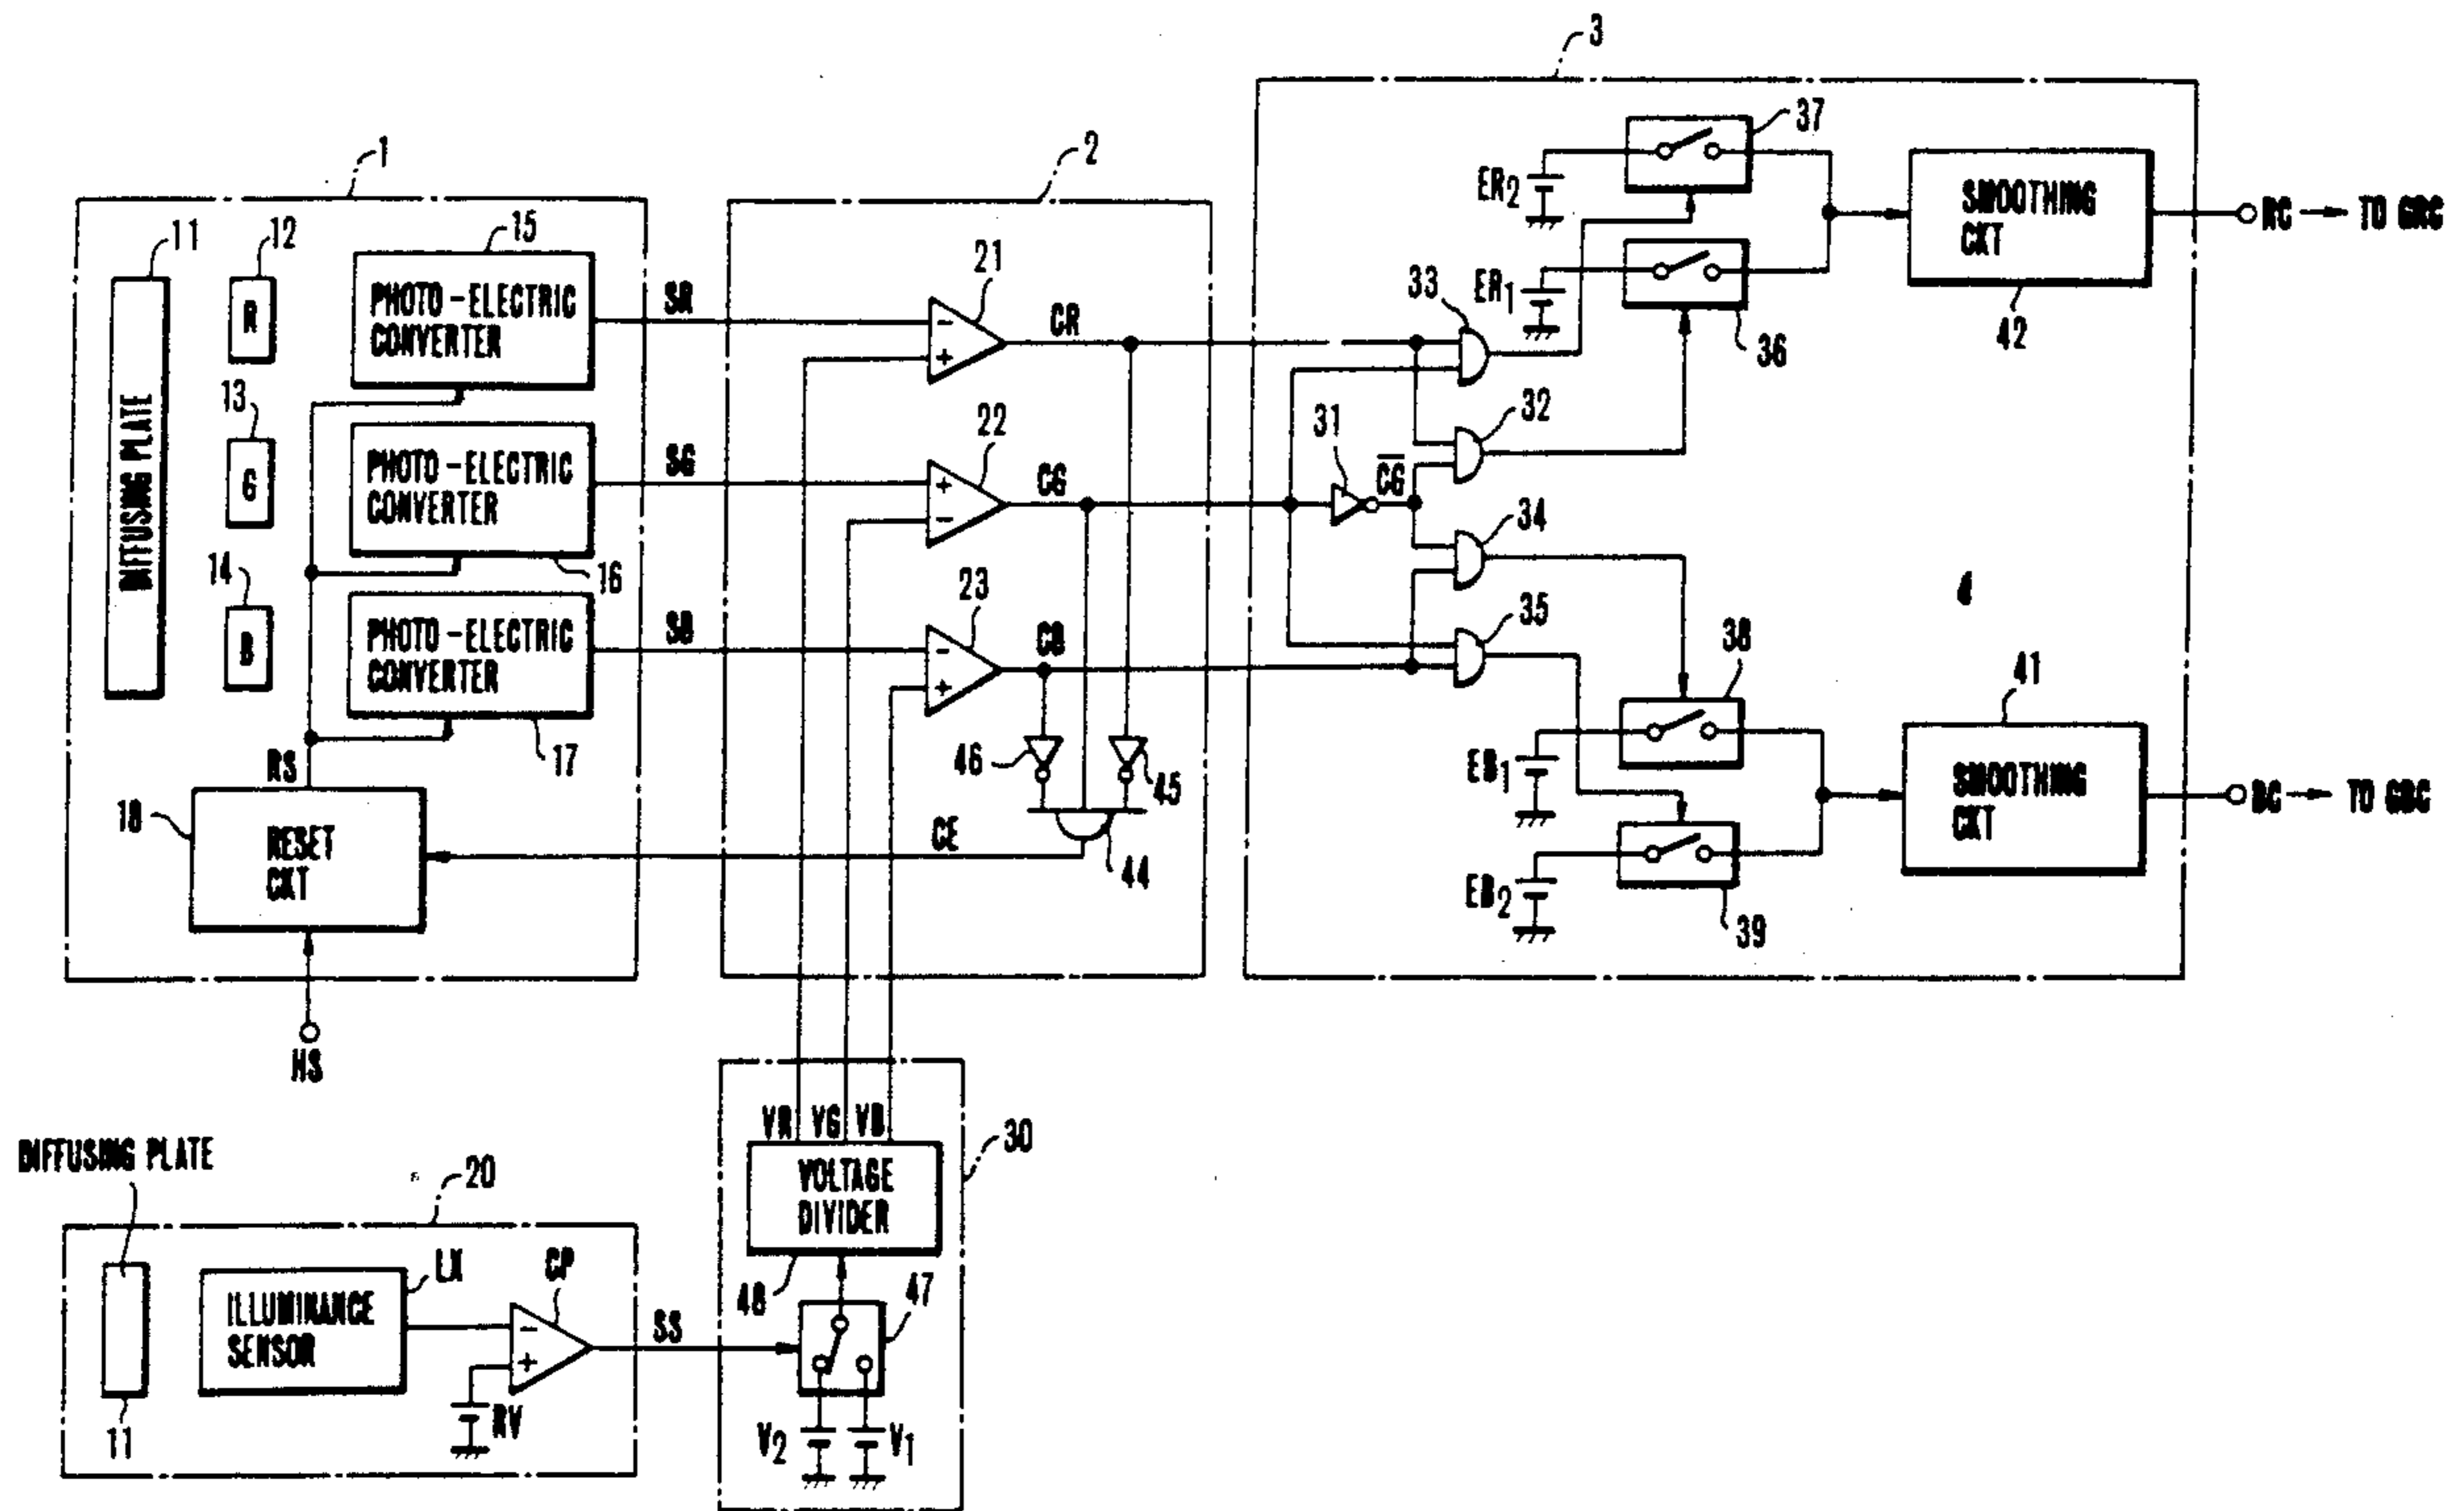 3
1
2
37
11
12
15
ER2
SMOOTHING
CKT
RC → TO GRC
R
PHOTO-ELECTRIC
CONVERTER
SR
21
33
ER1
CR
36
42
DIFFUSING PLATE
13
31
32
22
G
PHOTO-ELECTRIC
CONVERTER
SG
CG
C̅G̅
34
14
16
23
35
4
B
PHOTO-ELECTRIC
CONVERTER
SB
CB
38
41
17
46
45
RS
EB1
SMOOTHING
CKT
BC → TO GBC
18
RESET
CKT
CE
44
EB2
39
HS
VR VG VB
30
DIFFUSING PLATE
VOLTAGE
DIVIDER
20
LX
CP
48
47
ILLUMINANCE
SENSOR
SS
11
RV
V2
V1